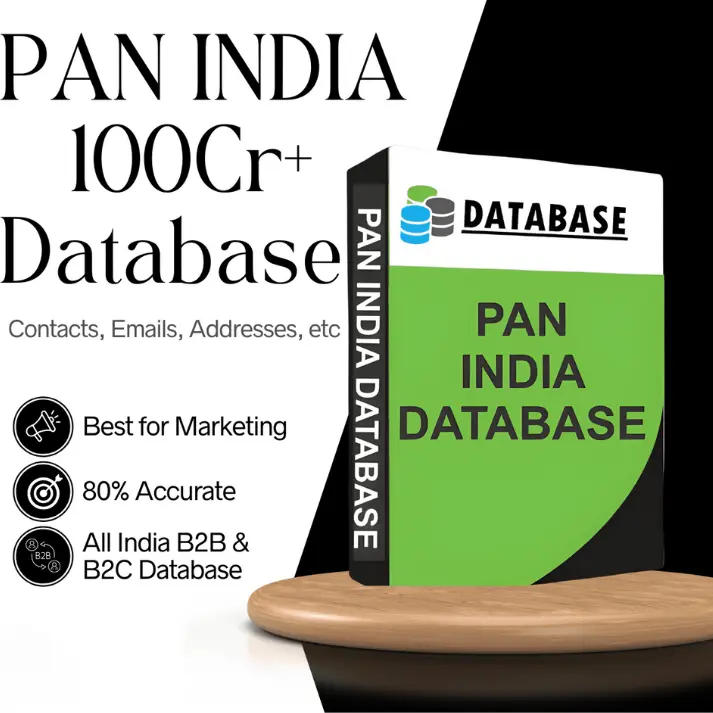 PAN INDIA
100Cr+
Database
Contacts, Emails, Addresses, etc
Best for Marketing
80% Accurate
B2B
All India B2B &
B2C Database
PAN INDIA DATABASE
DATABASE
PAN
INDIA
DATABASE